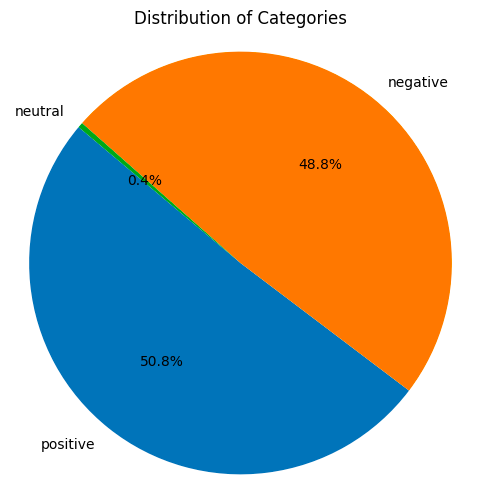 Distribution of Categories
negative
neutral
48.8%
0.4%
50.8%
positive